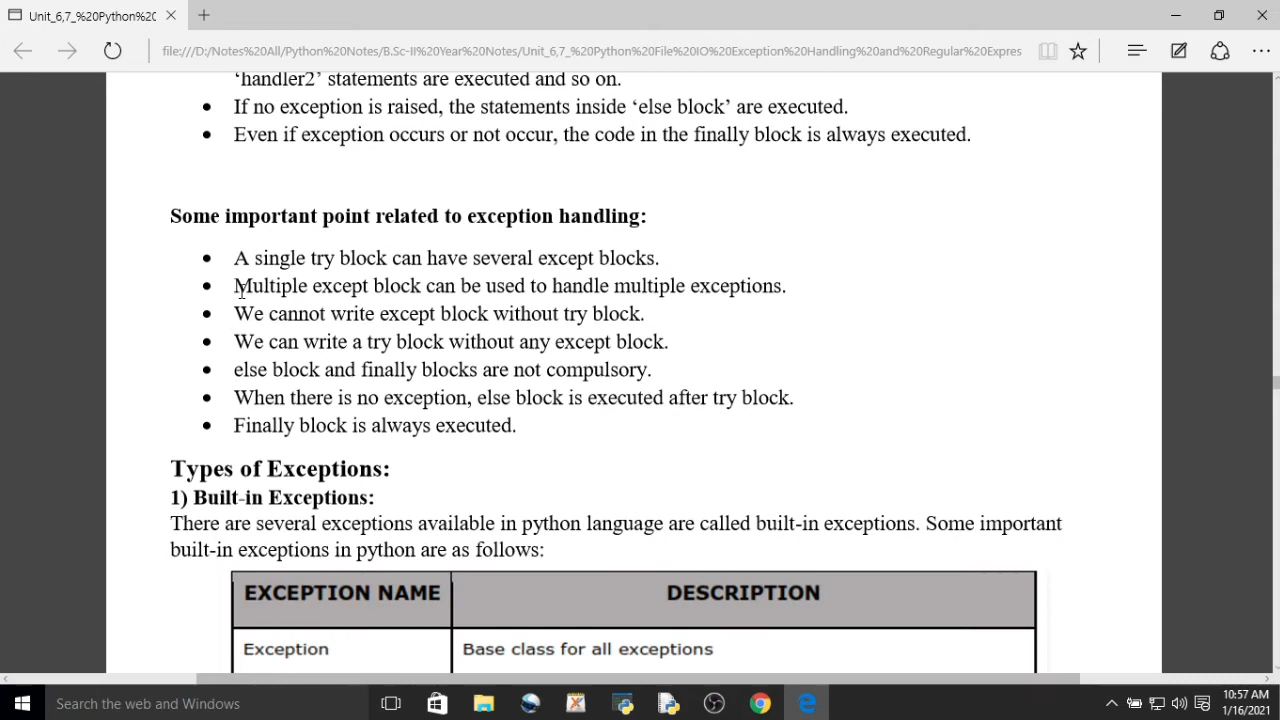 Unit_6,7_ Python%20
file:///D:/Notes%20All/Python%20Notes/B.Sc-II%20Year%20Notes/Unit_6,7_%20Python%20File%20IO%20Exception%20Handling%20and%20Regular%20Expres
‘handler2’ statements are executed and so on.
• If no exception is raised, the statements inside ‘else block’ are executed.
• Even if exception occurs or not occur, the code in the finally block is always executed.
Some important point related to exception handling:
• A single try block can have several except blocks.
• Multiple except block can be used to handle multiple exceptions.
• We cannot write except block without try block.
• We can write a try block without any except block.
• else block and finally blocks are not compulsory.
• When there is no exception, else block is executed after try block.
• Finally block is always executed.
Types of Exceptions:
1) Built-in Exceptions:
There are several exceptions available in python language are called built-in exceptions. Some important
built-in exceptions in python are as follows:
EXCEPTION NAME DESCRIPTION
Exception Base class for all exceptions
Search the web and Windows
10:57 AM
1/16/2021